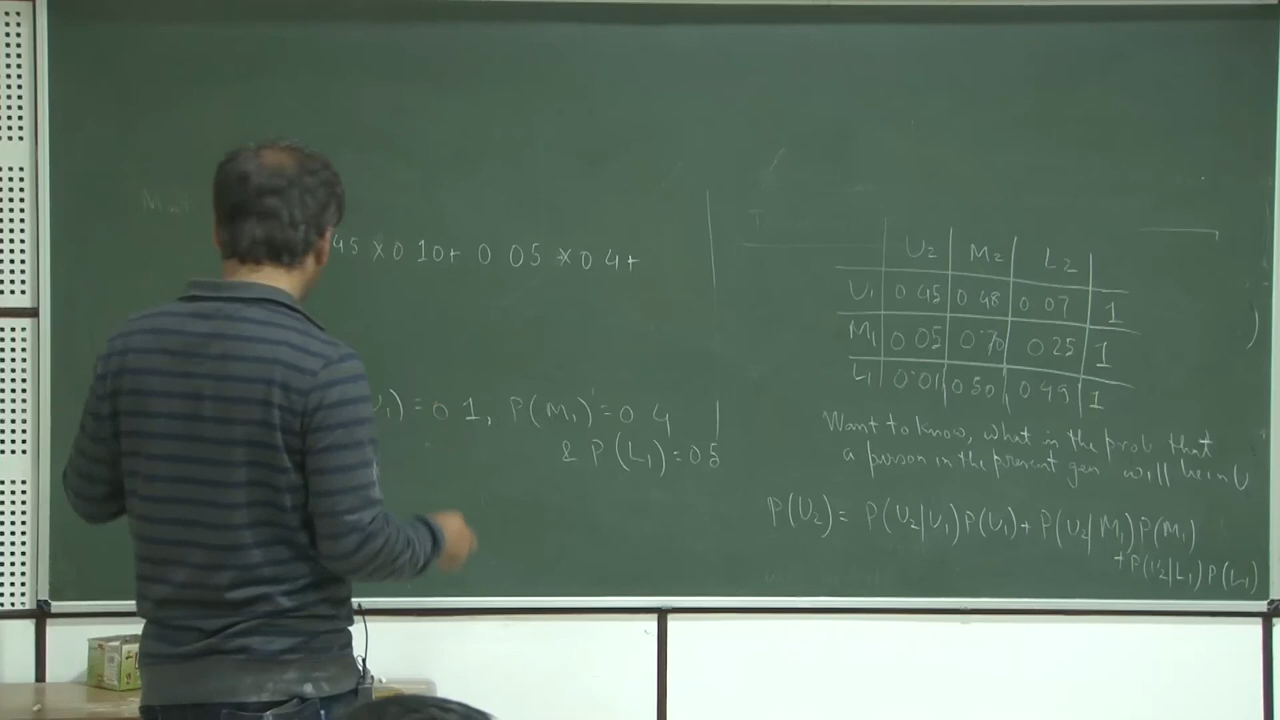 45 × 0 10 + 0 05 × 0 4 +
U2 M2 L2
U1 0 45 0 48 0 07 1
M1 0 05 0.70 0 25 1
L1 0.01 0 50 0 49 1
1) = 0 1, P(M1) = 0 4
& P(L1) = 0 5
Want to know, what is the prob that
a person in the present gen will be in U
P(U2) = P(U2|U1)P(U1) + P(U2|M1)P(M1)
+ P(U2|L1)P(L1)